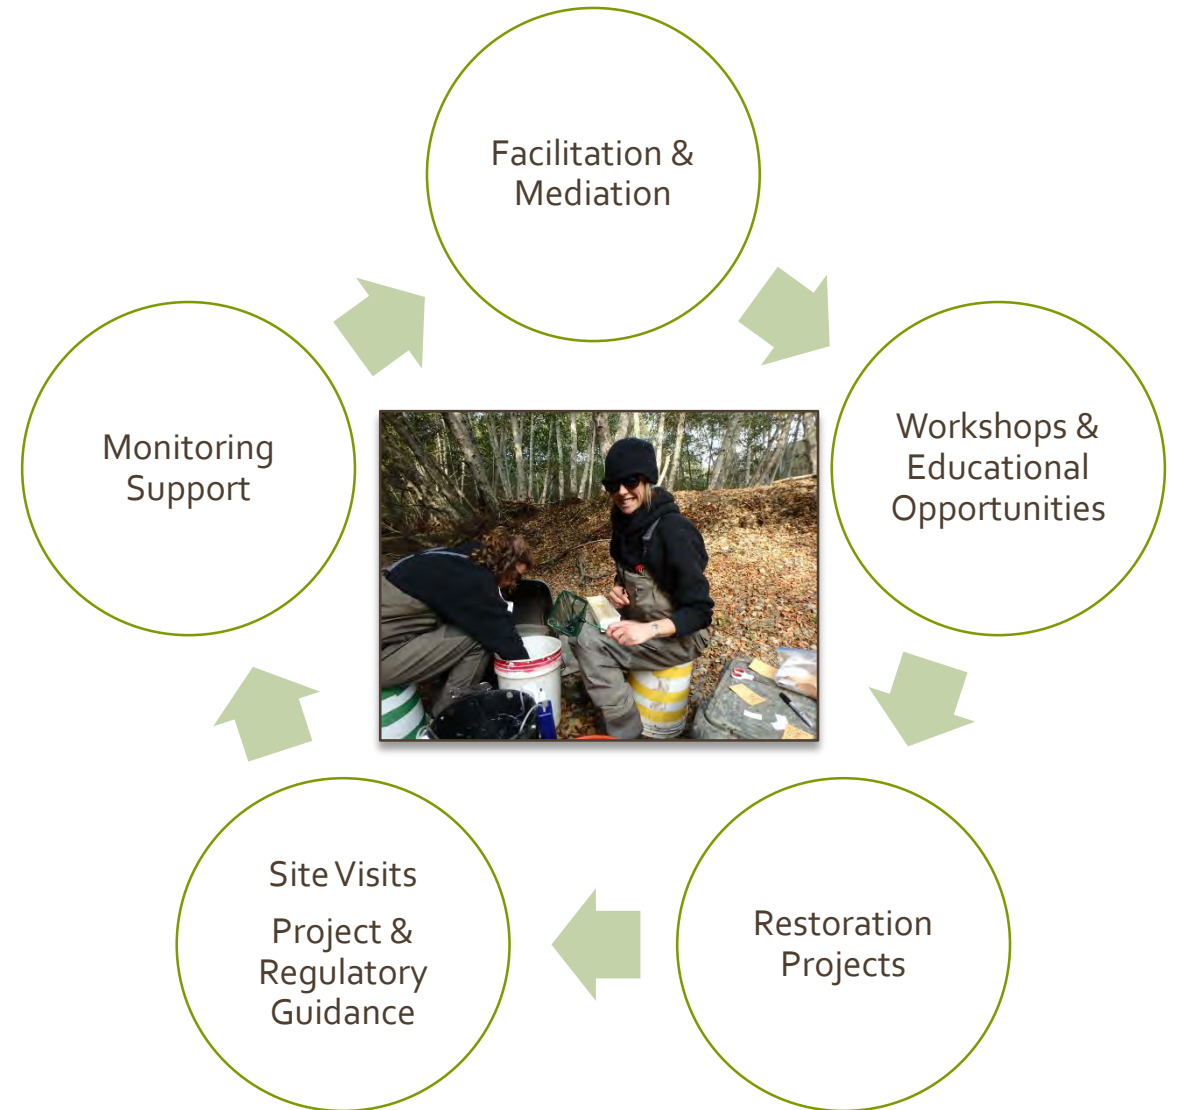 Facilitation &
Mediation
Workshops &
Educational
Opportunities
Restoration
Projects
Site Visits
Project &
Regulatory
Guidance
Monitoring
Support